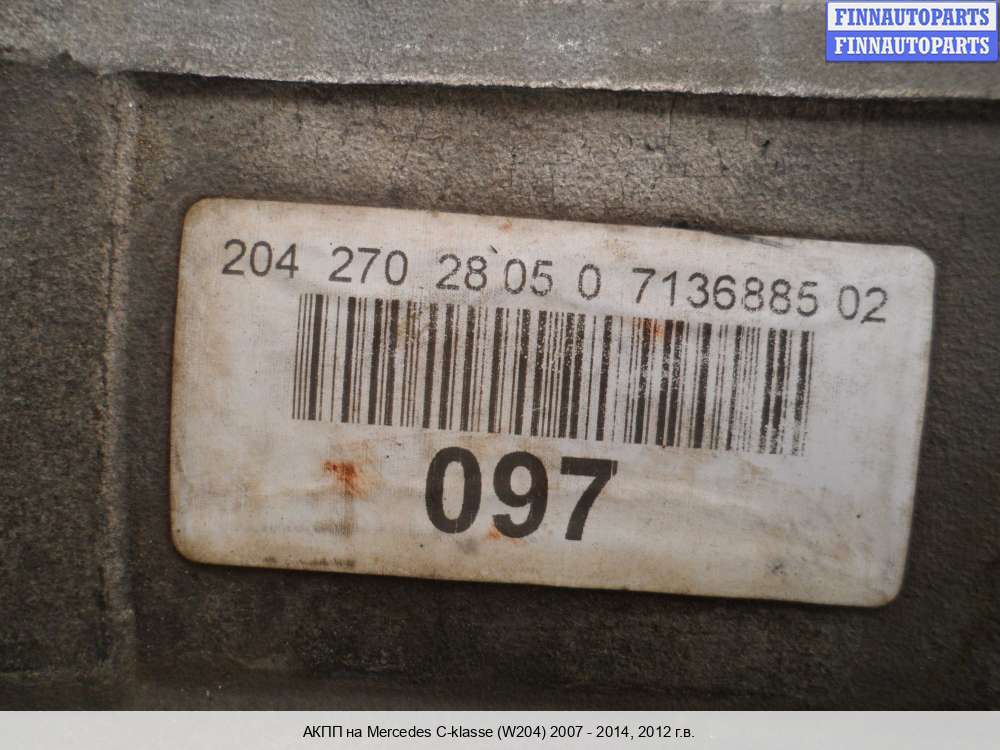 FINNAUTOPARTS
FINNAUTOPARTS
204 270 28 05 0 7136885 02
097
АКПП на Mercedes C-klasse (W204) 2007 - 2014, 2012 г.в.